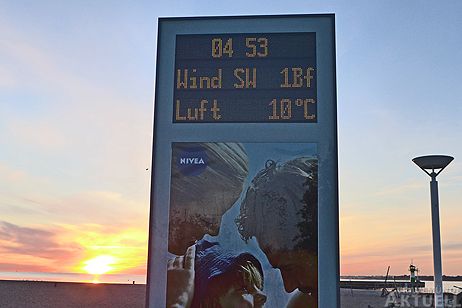 04 53
Wind SW 1Bf
Luft 10°C
NIVEA
AKTUELL